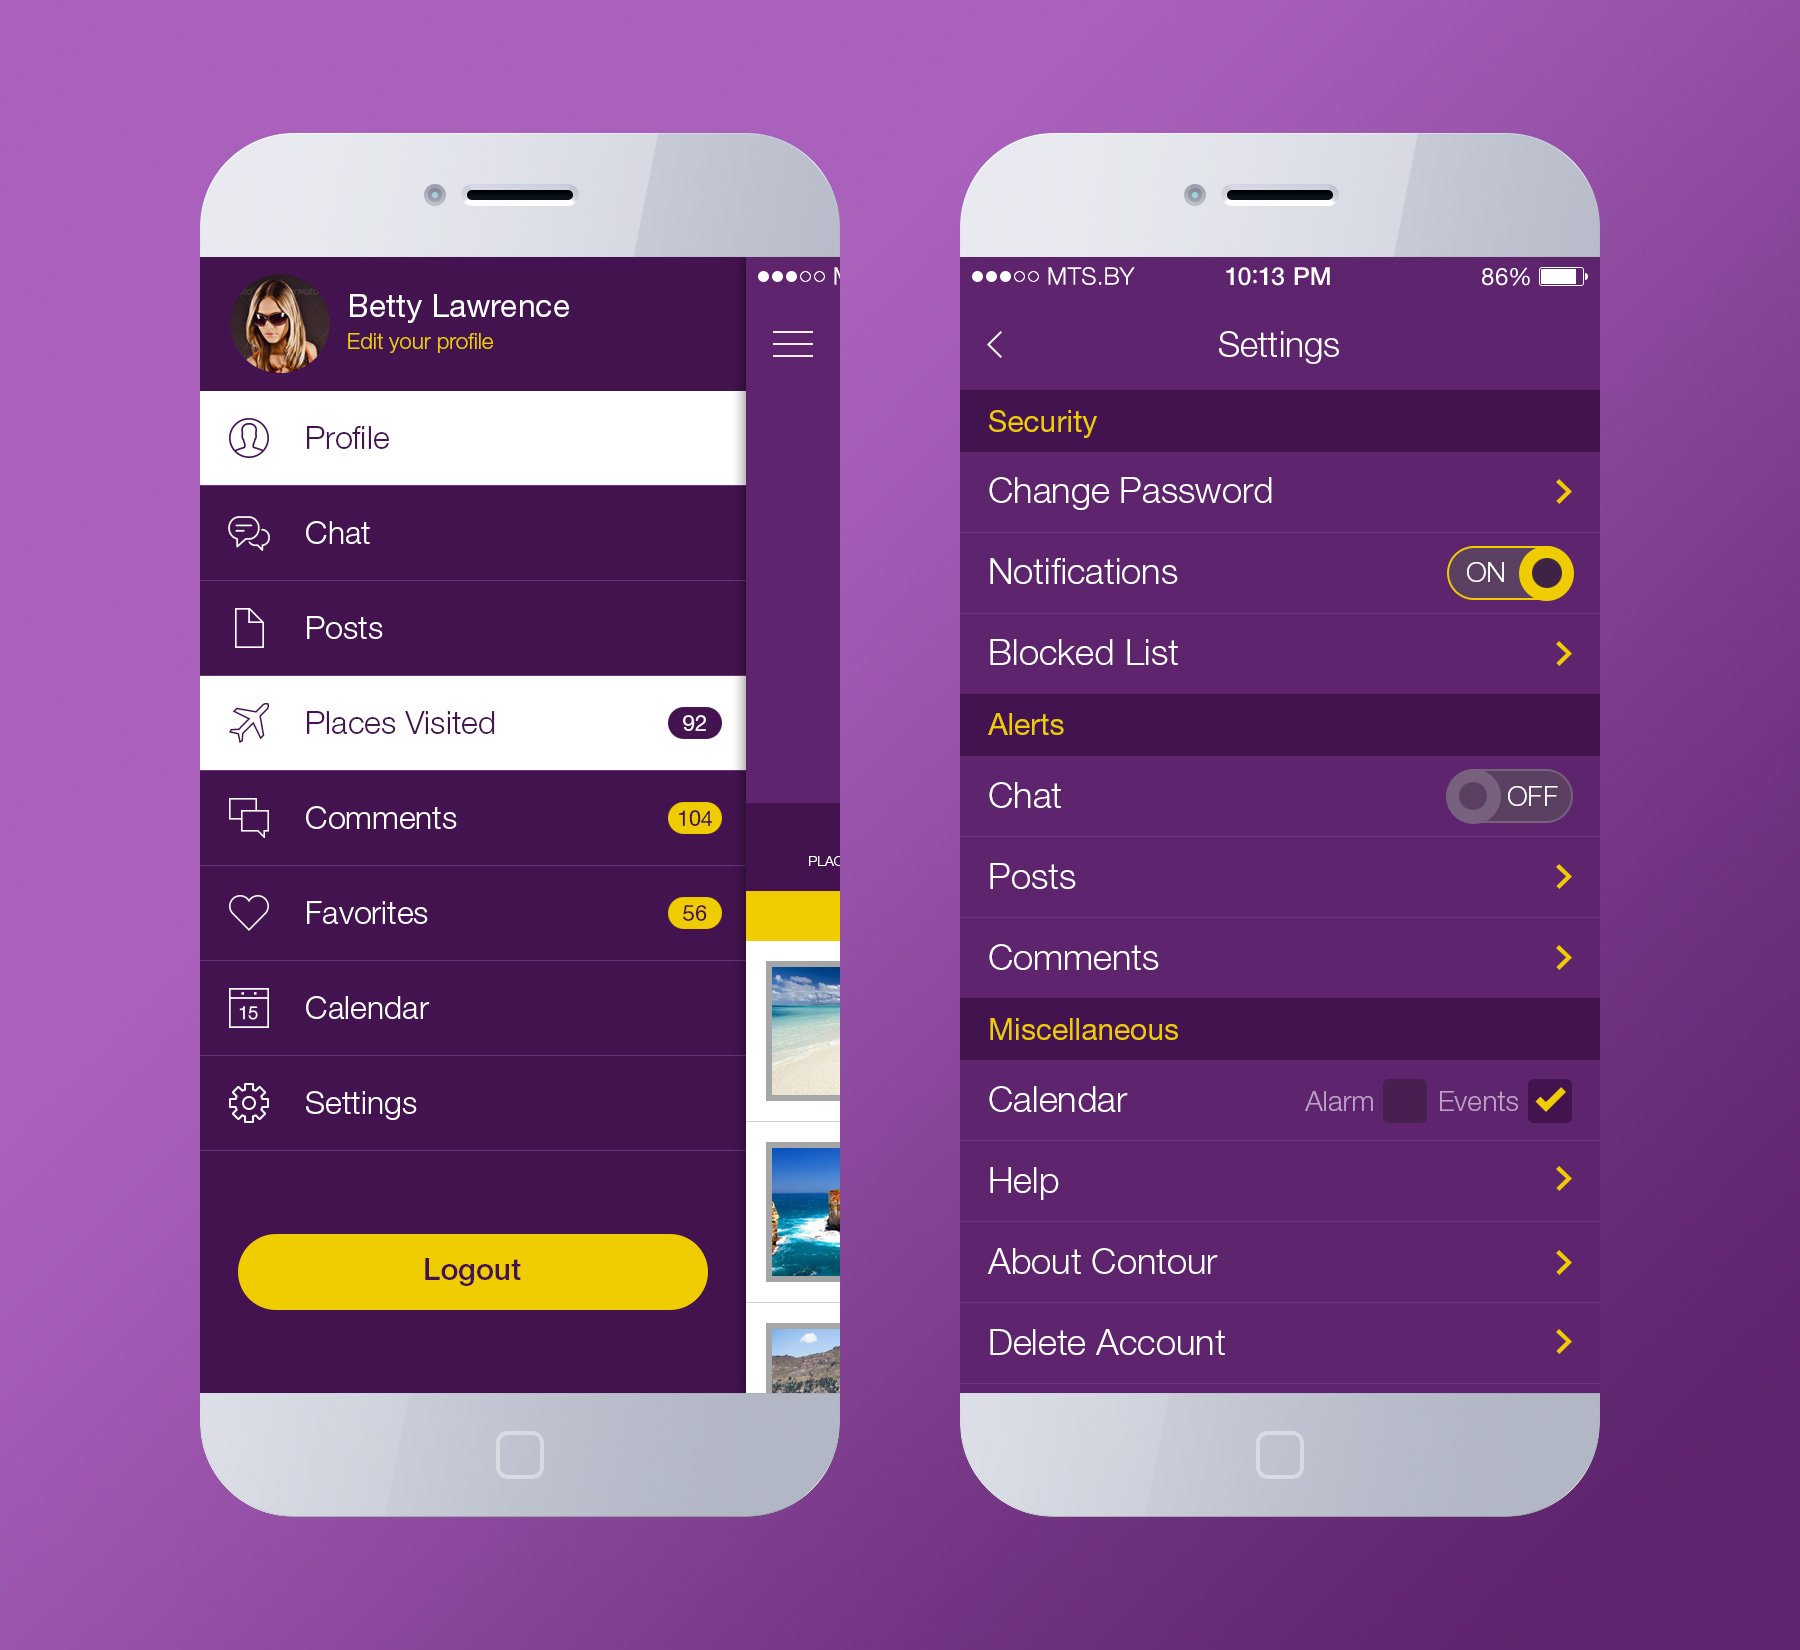 Betty Lawrence
Edit your profile
Profile
Chat
Posts
Places Visited 92
Comments 104
Favorites 56
15 Calendar
Settings
Logout
MTS.BY 10:13 PM 86%
Settings
Security
Change Password
Notifications ON
Blocked List
Alerts
Chat OFF
Posts
Comments
Miscellaneous
Calendar Alarm Events
Help
About Contour
Delete Account